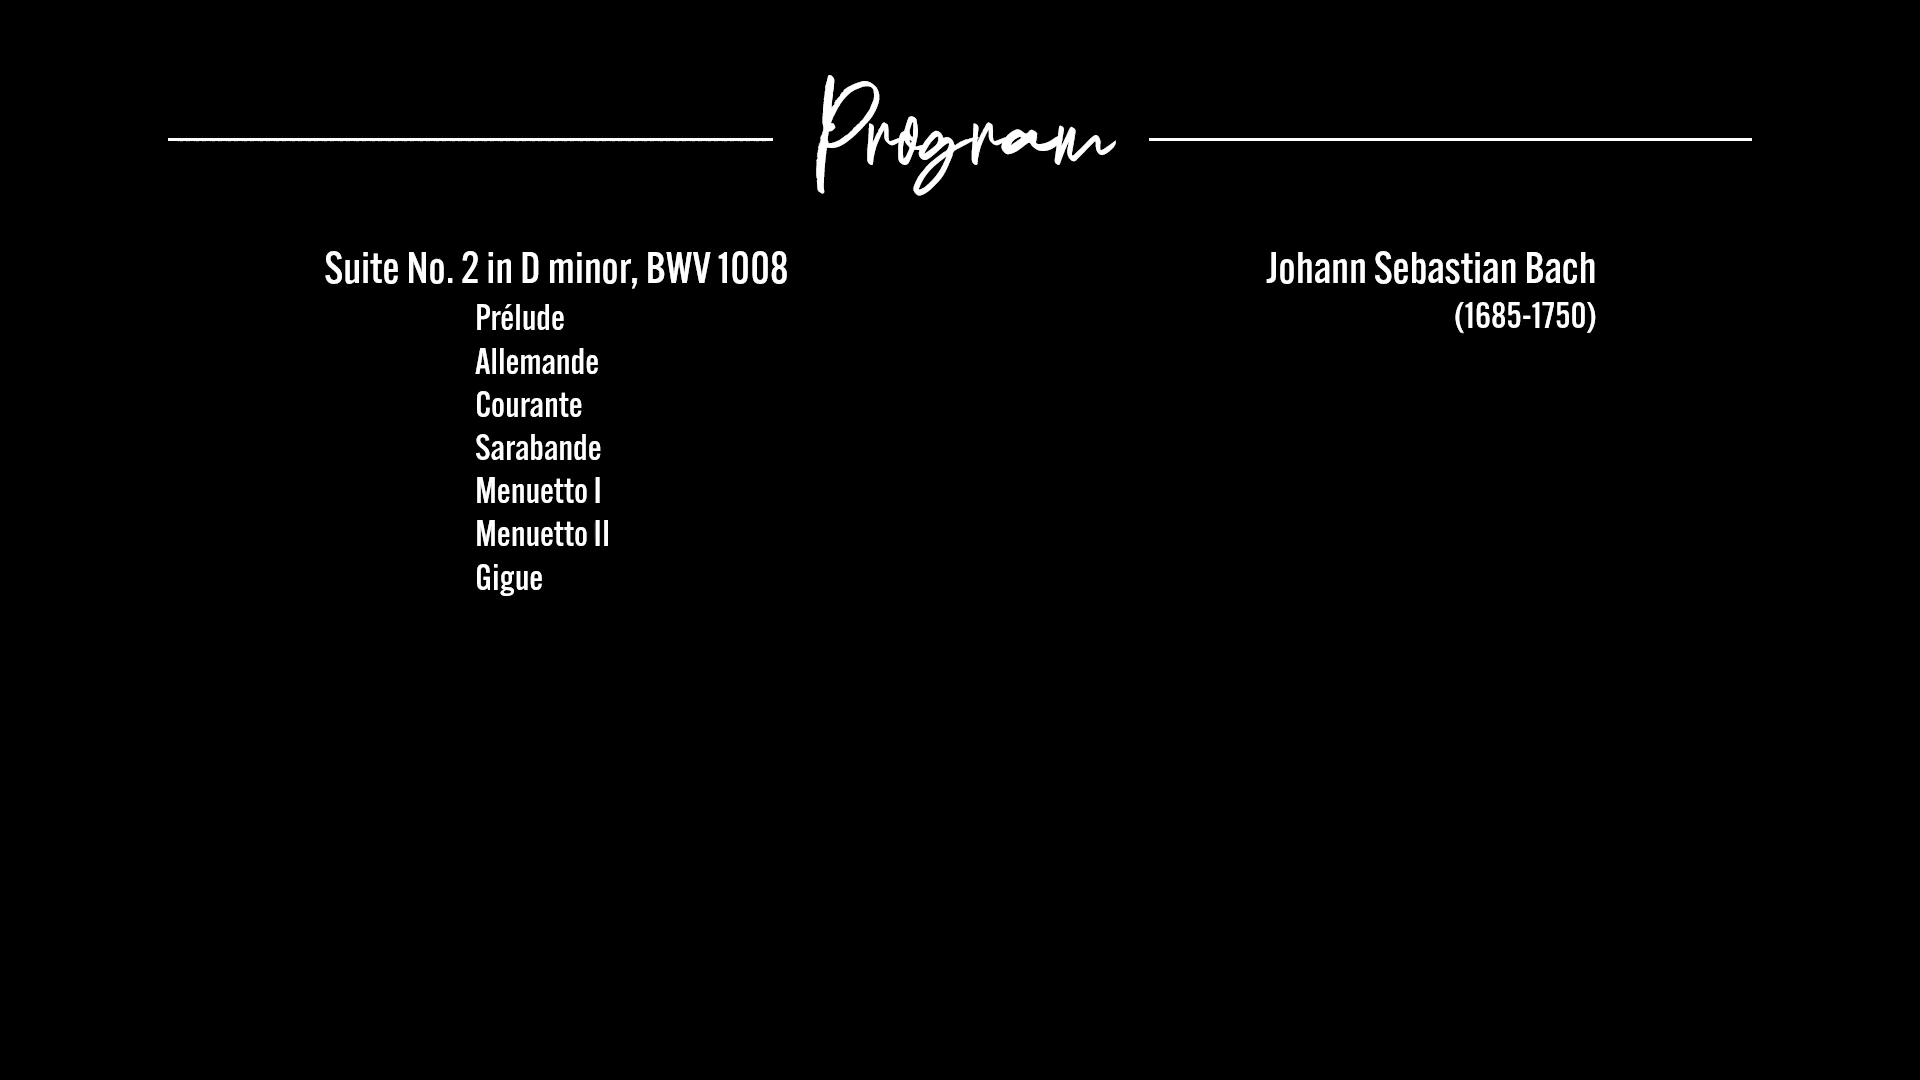 Program
Suite No. 2 in D minor, BWV 1008
Johann Sebastian Bach
(1685-1750)
Prélude
Allemande
Courante
Sarabande
Menuetto I
Menuetto II
Gigue